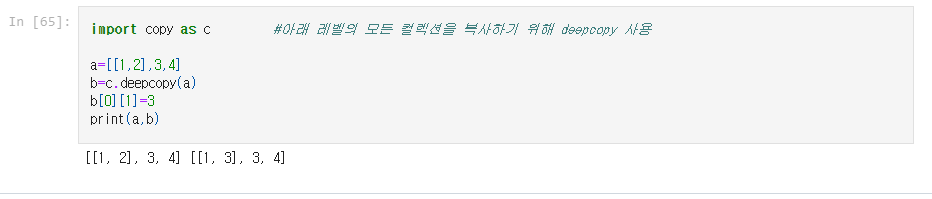 In [65]:
import copy as c #아래 레벨의 모든 컬렉션을 복사하기 위해 deepcopy 사용
a=[[1,2],3,4]
b=c.deepcopy(a)
b[0][1]=3
print(a,b)
[[1, 2], 3, 4] [[1, 3], 3, 4]